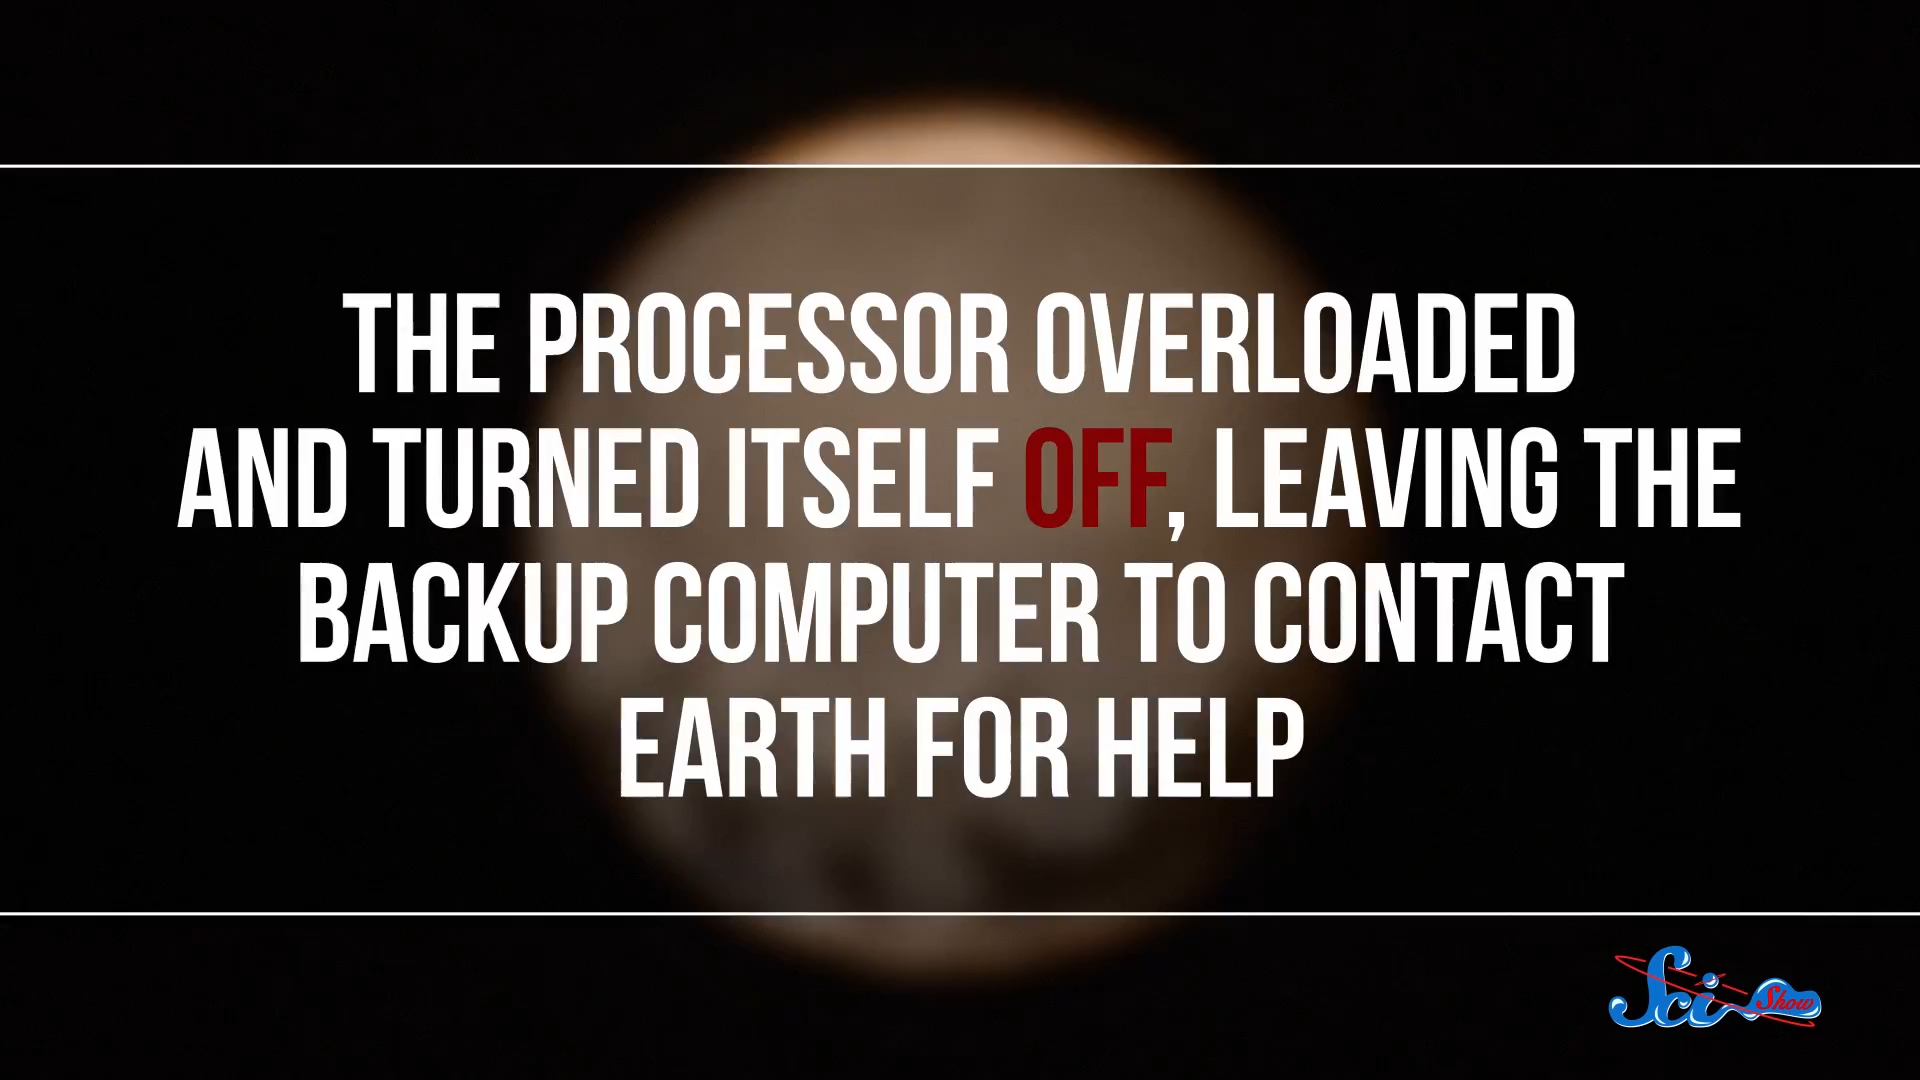 THE PROCESSOR OVERLOADED
AND TURNED ITSELF OFF, LEAVING THE
BACKUP COMPUTER TO CONTACT
EARTH FOR HELP
Sci Show